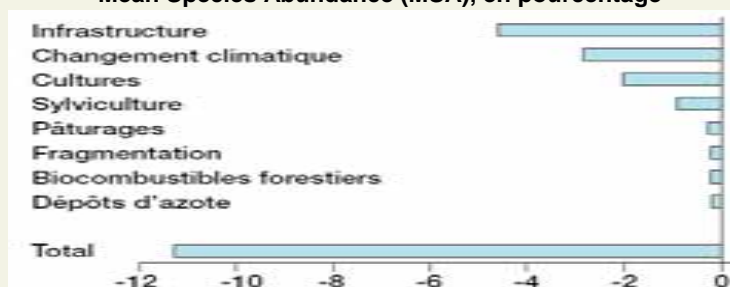 Mean Species Abundance (MSA), en pourcentage
Infrastructure
Changement climatique
Cultures
Sylviculture
Pâturages
Fragmentation
Biocombustibles forestiers
Dépôts d'azote
Total
-12 -10 -8 -6 -4 -2 0